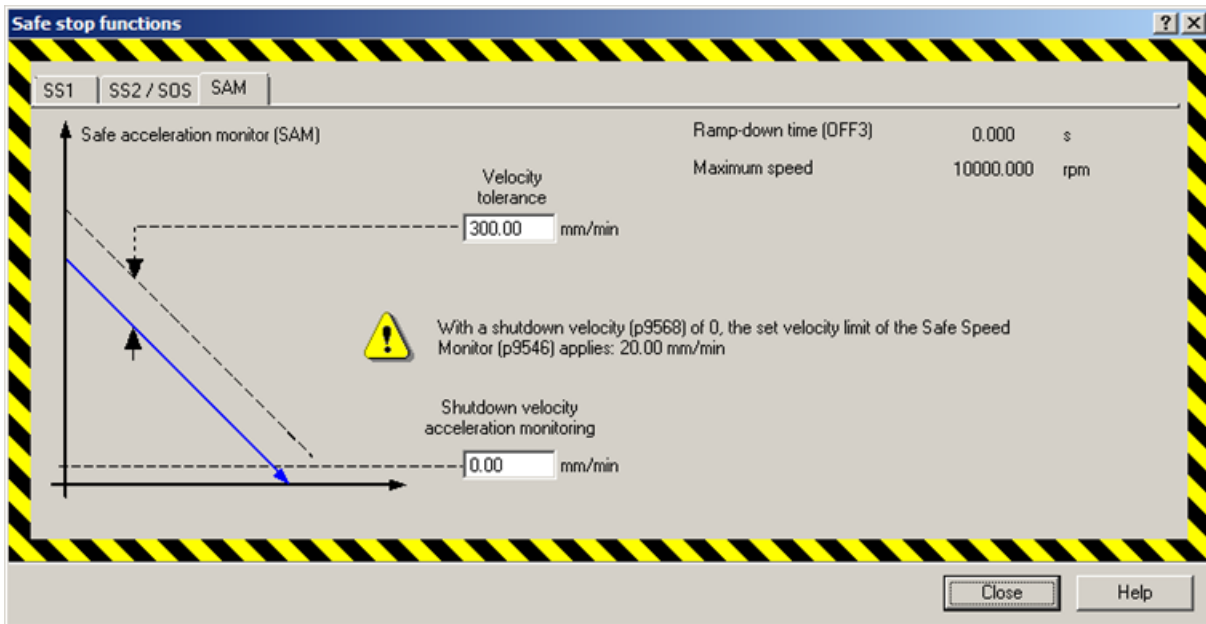 Safe stop functions
SS1
SS2 / SOS
SAM
Safe acceleration monitor (SAM)
Ramp-down time (OFF3) 0.000 s
Maximum speed 10000.000 rpm
Velocity
tolerance
300.00 mm/min
With a shutdown velocity (p9568) of 0, the set velocity limit of the Safe Speed
Monitor (p9546) applies: 20.00 mm/min
Shutdown velocity
acceleration monitoring
0.00 mm/min
Close
Help